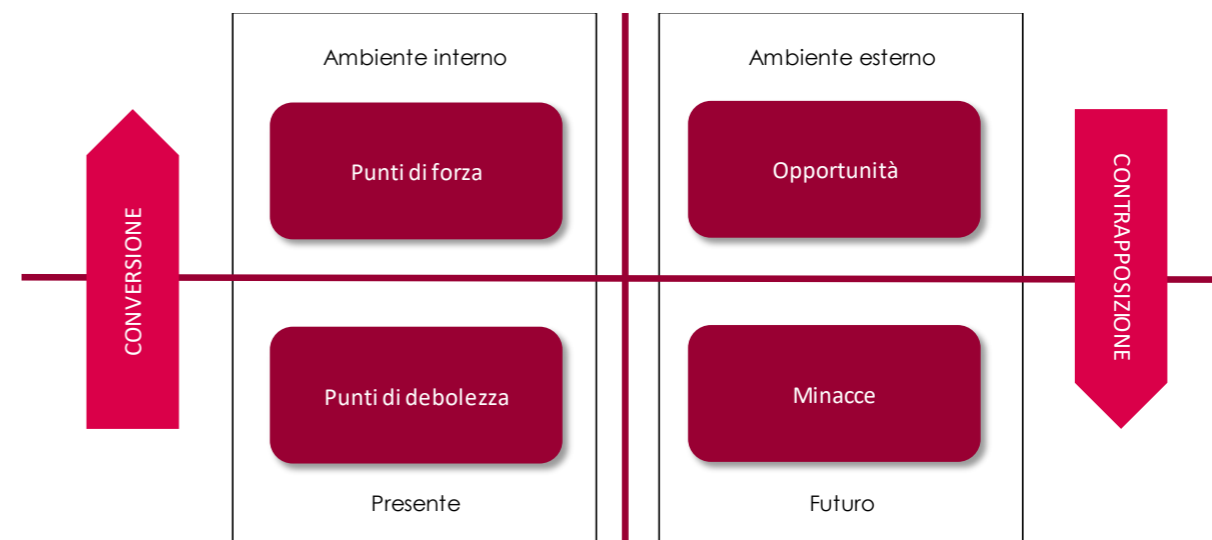 Ambiente interno
Ambiente esterno
Punti di forza
Opportunità
CONVERSIONE
CONTRAPPOSIZIONE
Punti di debolezza
Minacce
Presente
Futuro